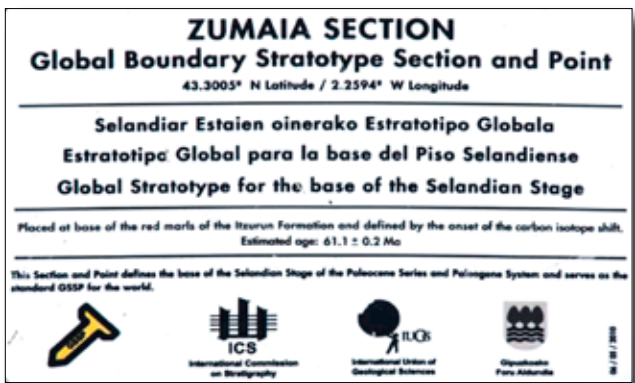 ZUMAIA SECTION
Global Boundary Stratotype Section and Point
43.3005° N Latitude / 2.2594° W Longitude
Selandiar Estaien oinerako Estratotipo Globala
Estratotipo Global para la base del Piso Selandiense
Global Stratotype for the base of the Selandian Stage
Placed at base of the red marls of the Itzurun Formation and defined by the onset of the carbon isotope shift.
Estimated age: 61.1 ± 0.2 Ma
This Section and Point defines the base of the Selandian Stage of the Paleocene Series and Paleogene System and serves as the
standard GSSP for the world.
GSSP
ICS
International Commission
on Stratigraphy
IUGS
International Union of
Geological Sciences
Gipuzkoako
Foru Aldundia